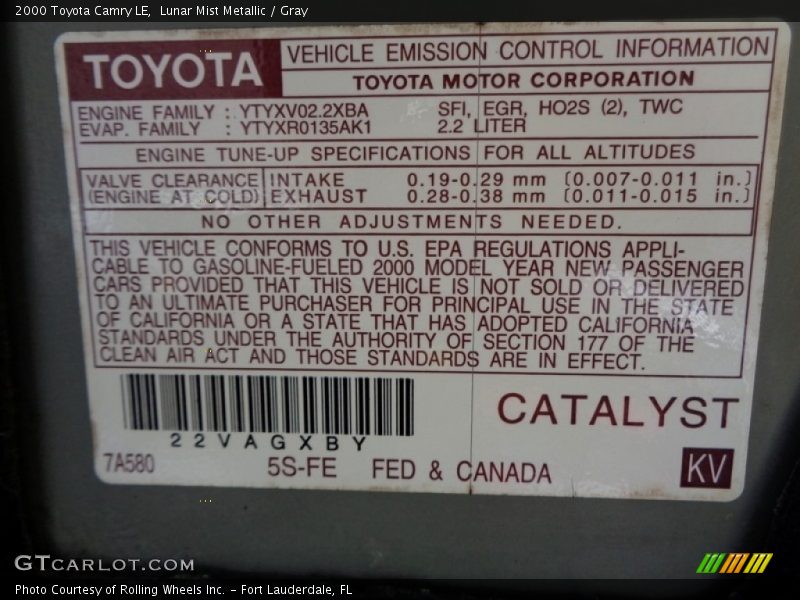 2000 Toyota Camry LE,  Lunar Mist Metallic / Gray
TOYOTA
VEHICLE EMISSION CONTROL INFORMATION
TOYOTA MOTOR CORPORATION
ENGINE FAMILY : YTYXV02.2XBA SFI, EGR, HO2S (2), TWC
EVAP. FAMILY : YTYXR0135AK1 2.2 LITER
ENGINE TUNE-UP SPECIFICATIONS FOR ALL ALTITUDES
VALVE CLEARANCE INTAKE 0.19-0.29 mm (0.007-0.011 in.)
(ENGINE AT COLD) EXHAUST 0.28-0.38 mm (0.011-0.015 in.)
NO OTHER ADJUSTMENTS NEEDED.
THIS VEHICLE CONFORMS TO U.S. EPA REGULATIONS APPLI-
CABLE TO GASOLINE-FUELED 2000 MODEL YEAR NEW PASSENGER
CARS PROVIDED THAT THIS VEHICLE IS NOT SOLD OR DELIVERED
TO AN ULTIMATE PURCHASER FOR PRINCIPAL USE IN THE STATE
OF CALIFORNIA OR A STATE THAT HAS ADOPTED CALIFORNIA
STANDARDS UNDER THE AUTHORITY OF SECTION 177 OF THE
CLEAN AIR ACT AND THOSE STANDARDS ARE IN EFFECT.
CATALYST
22VAGXBY
7A580 5S-FE FED & CANADA KV
GTCARLOT.COM
Photo Courtesy of Rolling Wheels Inc. - Fort Lauderdale, FL